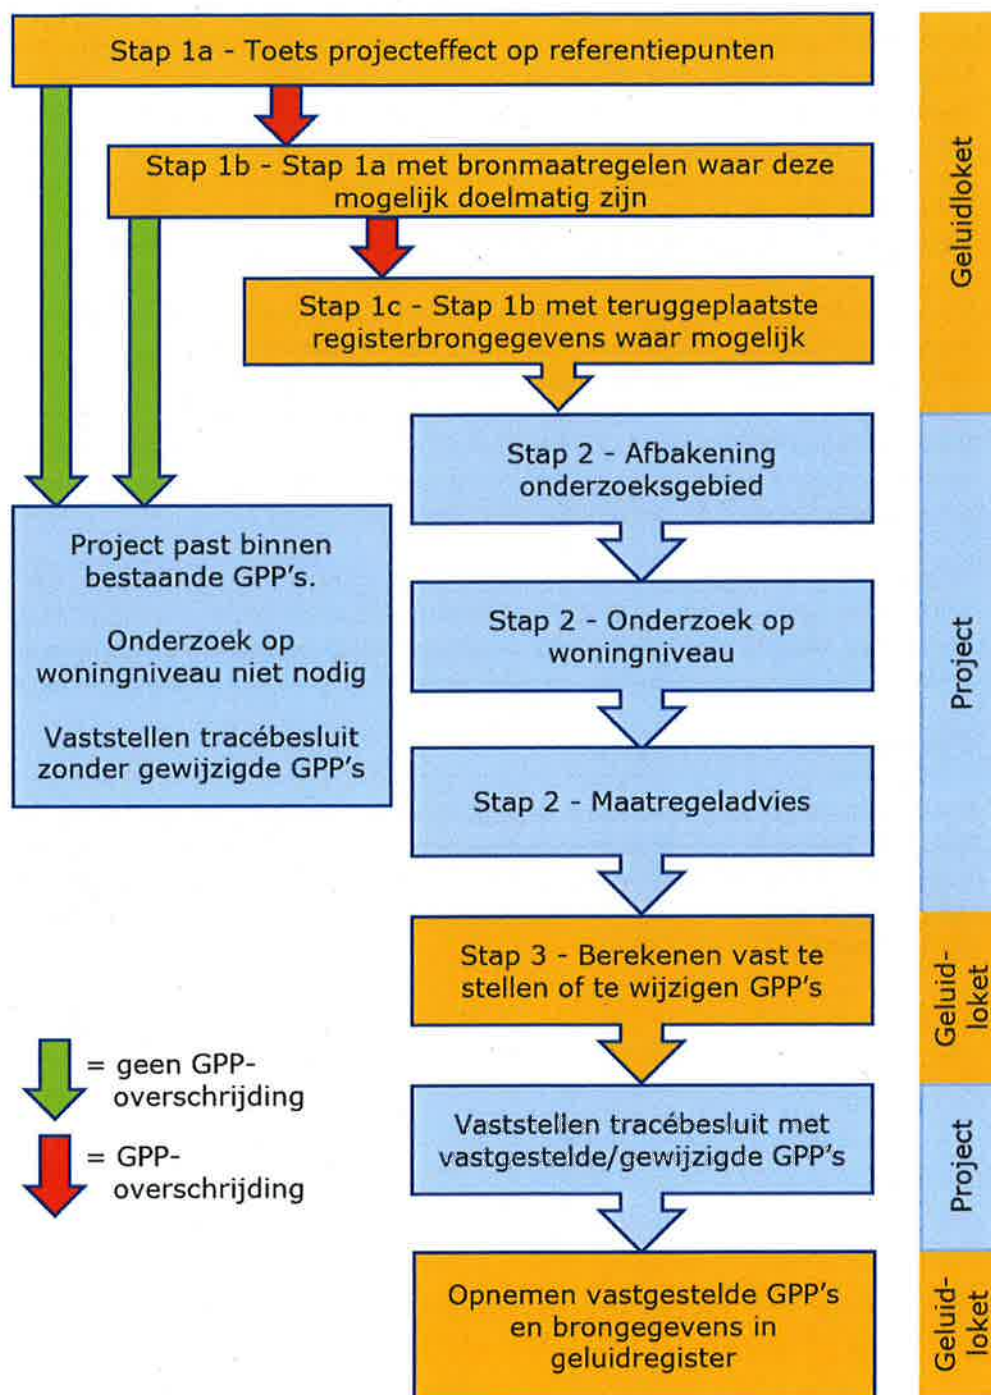 Stap 1a - Toets projecteffect op referentiepunten
Stap 1b - Stap 1a met bronmaatregelen waar deze
mogelijk doelmatig zijn
Stap 1c - Stap 1b met teruggeplaatste
registerbrongegevens waar mogelijk
Geluidloket
Stap 2 - Afbakening
onderzoeksgebied
Project past binnen
bestaande GPP's.
Onderzoek op
woningniveau niet nodig
Vaststellen tracébesluit
zonder gewijzigde GPP's
Stap 2 - Onderzoek op
woningniveau
Stap 2 - Maatregeladvies
Project
Stap 3 - Berekenen vast te
stellen of te wijzigen GPP's
Geluid-
loket
= geen GPP-
overschrijding
= GPP-
overschrijding
Vaststellen tracébesluit met
vastgestelde/gewijzigde GPP's
Project
Opnemen vastgestelde GPP's
en brongegevens in
geluidregister
Geluid-
loket